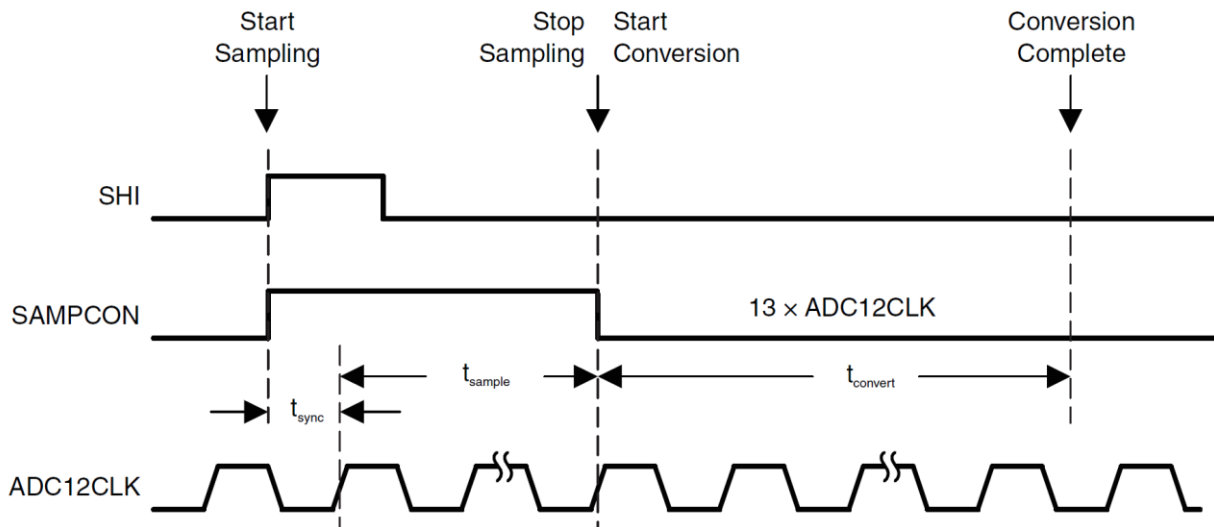 Start
Sampling
Stop
Sampling
Start
Conversion
Conversion
Complete
SHI
SAMPCON
13 × ADC12CLK
tsample
tconvert
tsync
ADC12CLK